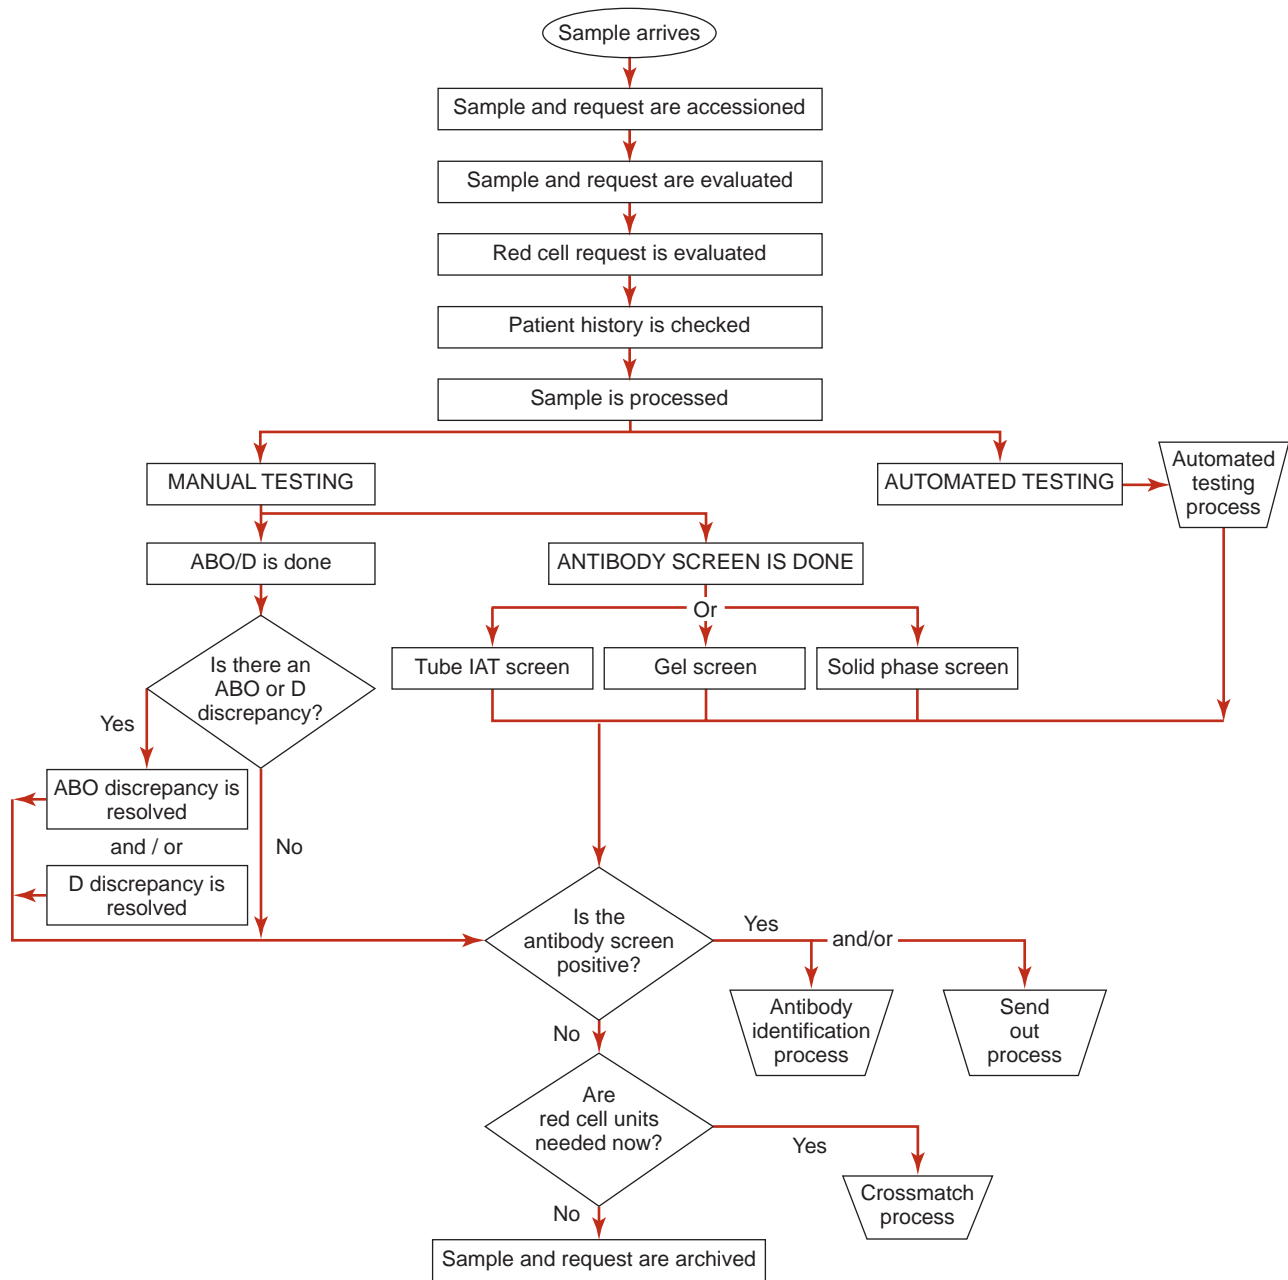 Sample arrives
Sample and request are accessioned
Sample and request are evaluated
Red cell request is evaluated
Patient history is checked
Sample is processed
MANUAL TESTING
AUTOMATED TESTING
Automated
testing
process
ABO/D is done
ANTIBODY SCREEN IS DONE
Or
Tube IAT screen
Gel screen
Solid phase screen
Is there an
ABO or D
discrepancy?
Yes
ABO discrepancy is
resolved
and / or
No
D discrepancy is
resolved
Is the
antibody screen
positive?
Yes
and/or
Antibody
identification
process
Send
out
process
No
Are
red cell units
needed now?
Yes
Crossmatch
process
No
Sample and request are archived